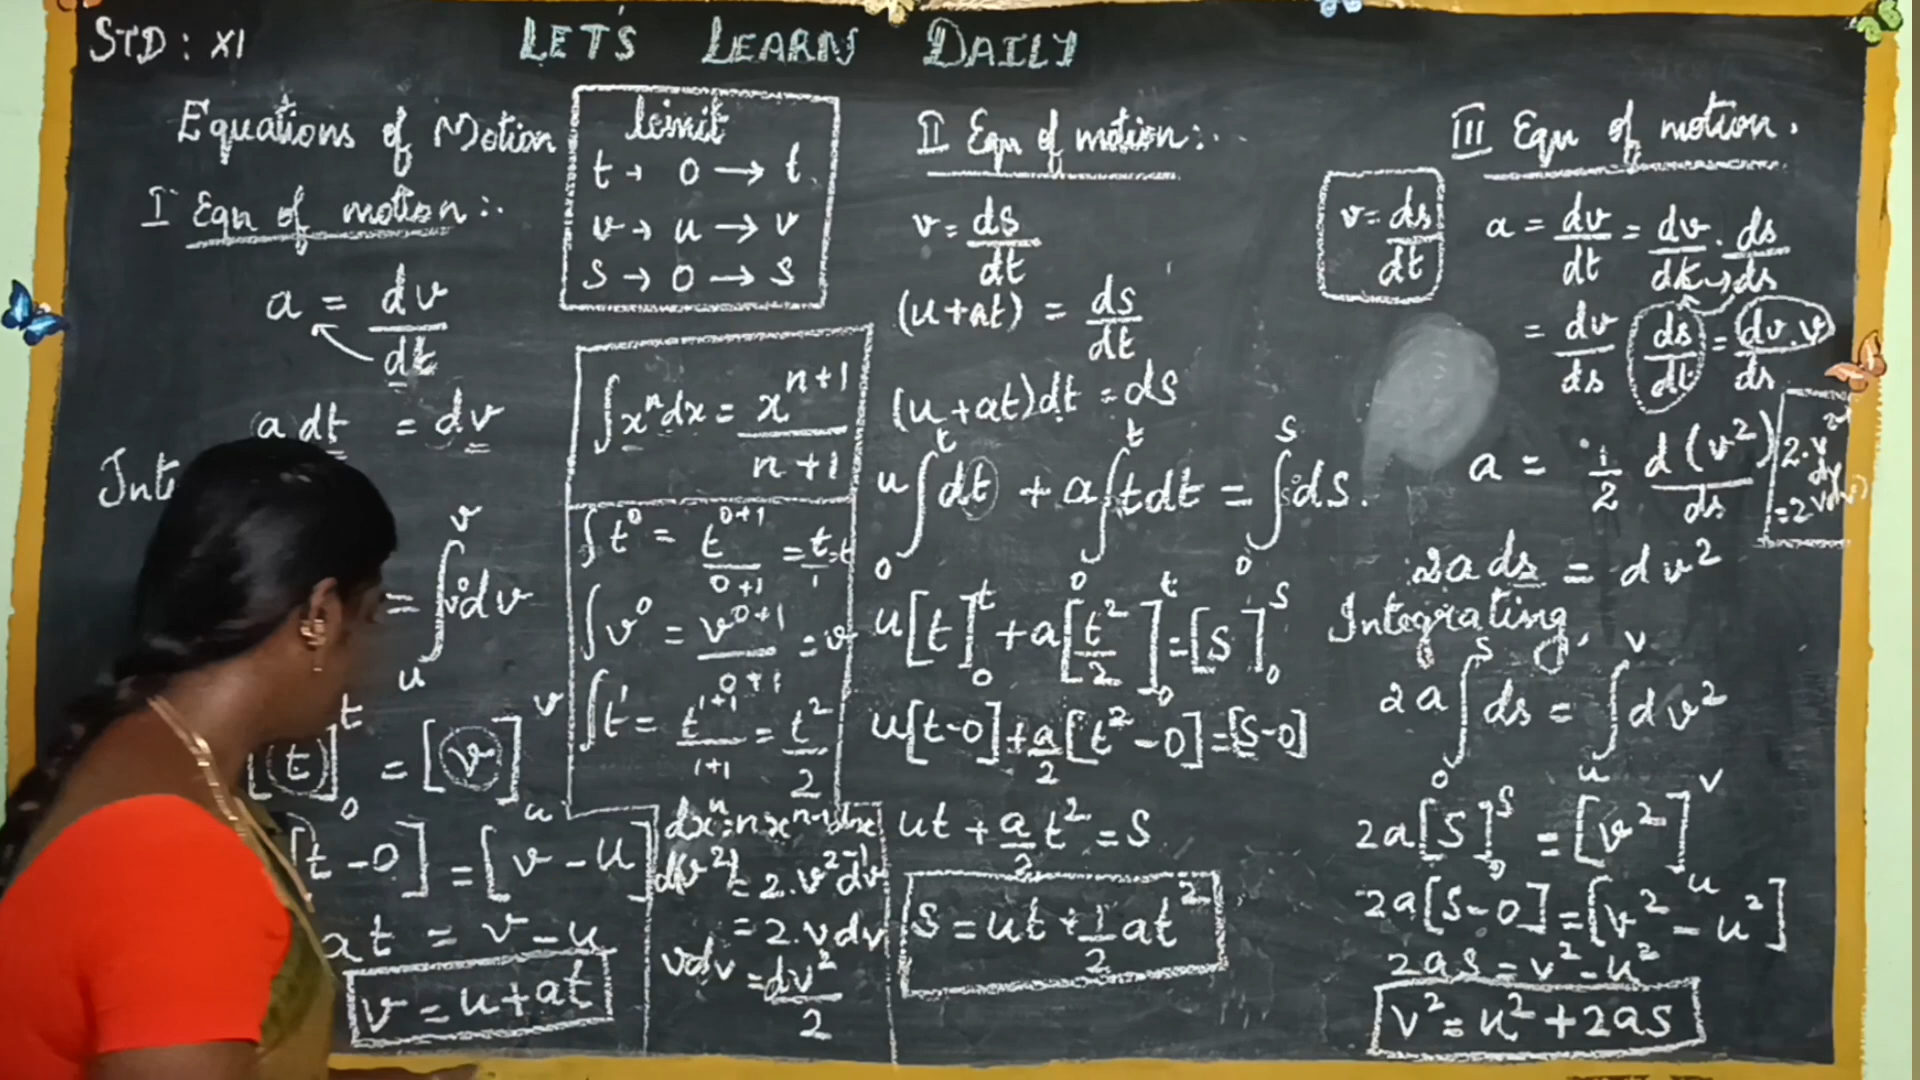 STD : XI
LET'S LEARN DAILY
Equations of Motion
I Eqn of motion :.
a = dv/dt
a dt = dv
= ∫ᵤᵛ v⁰ dv
[t]₀ᵗ = [v]ᵤᵛ
[t - 0] = [v - u]
at = v - u
v = u + at
limit
t → 0 → t
v → u → v
S → 0 → S
∫xⁿdx = xⁿ⁺¹/n+1
∫t⁰ = t⁰⁺¹/0+1 = t/1 = t
∫v⁰ = v⁰⁺¹/0+1 = v
∫t¹ = t¹⁺¹/1+1 = t²/2
dxⁿ = nxⁿ⁻¹dx
d(v²) = 2.v²⁻¹dv
= 2.vdv
vdv = dv²/2
II Eqn of motion :.
v = ds/dt
(u+at) = ds/dt
(u+at)dt = ds
u∫₀ᵗdt + a∫₀ᵗtdt = ∫₀ˢs⁰ds.
u[t]₀ᵗ + a[t²/2]₀ᵗ = [S]₀ˢ
u[t-0] + a/2[t²-0] = [S-0]
ut + a/2 t² = S
S = ut + 1/2 at²
III Eqn of motion.
v = ds/dt
a = dv/dt = dv/dt . ds/ds
= dv/ds ds/dt = dv.v/ds
a = 1/2 d(v²)/ds
2ads = dv²
Integrating,
2a∫₀ˢds = ∫ᵤᵛdv²
2a[S]₀ˢ = [v²]ᵤᵛ
2a[S-0] = [v² - u²]
2as = v² - u²
v² = u² + 2as